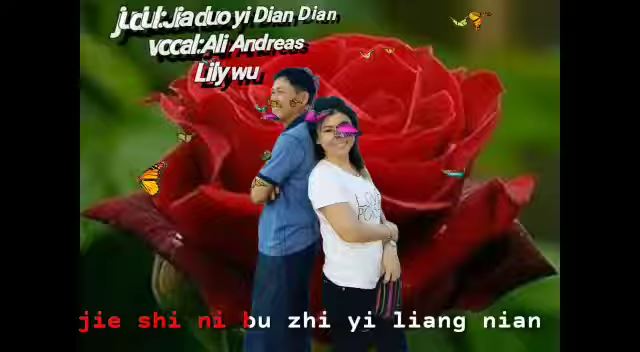 judul:Jia duo yi Dian Dian
vocal:Ali Andreas
Lily wu
jie shi ni bu zhi yi liang nian